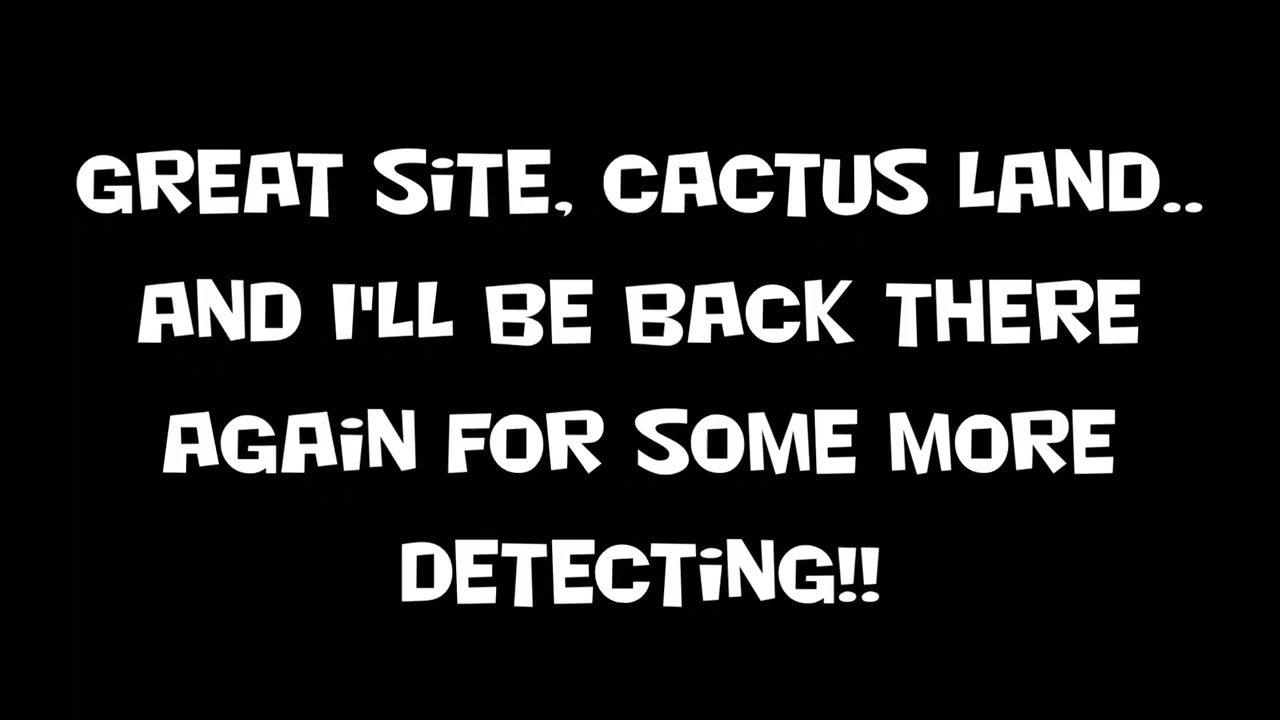 GREAT SITE, CACTUS LAND..
AND I'LL BE BACK THERE
AGAIN FOR SOME MORE
DETECTING!!